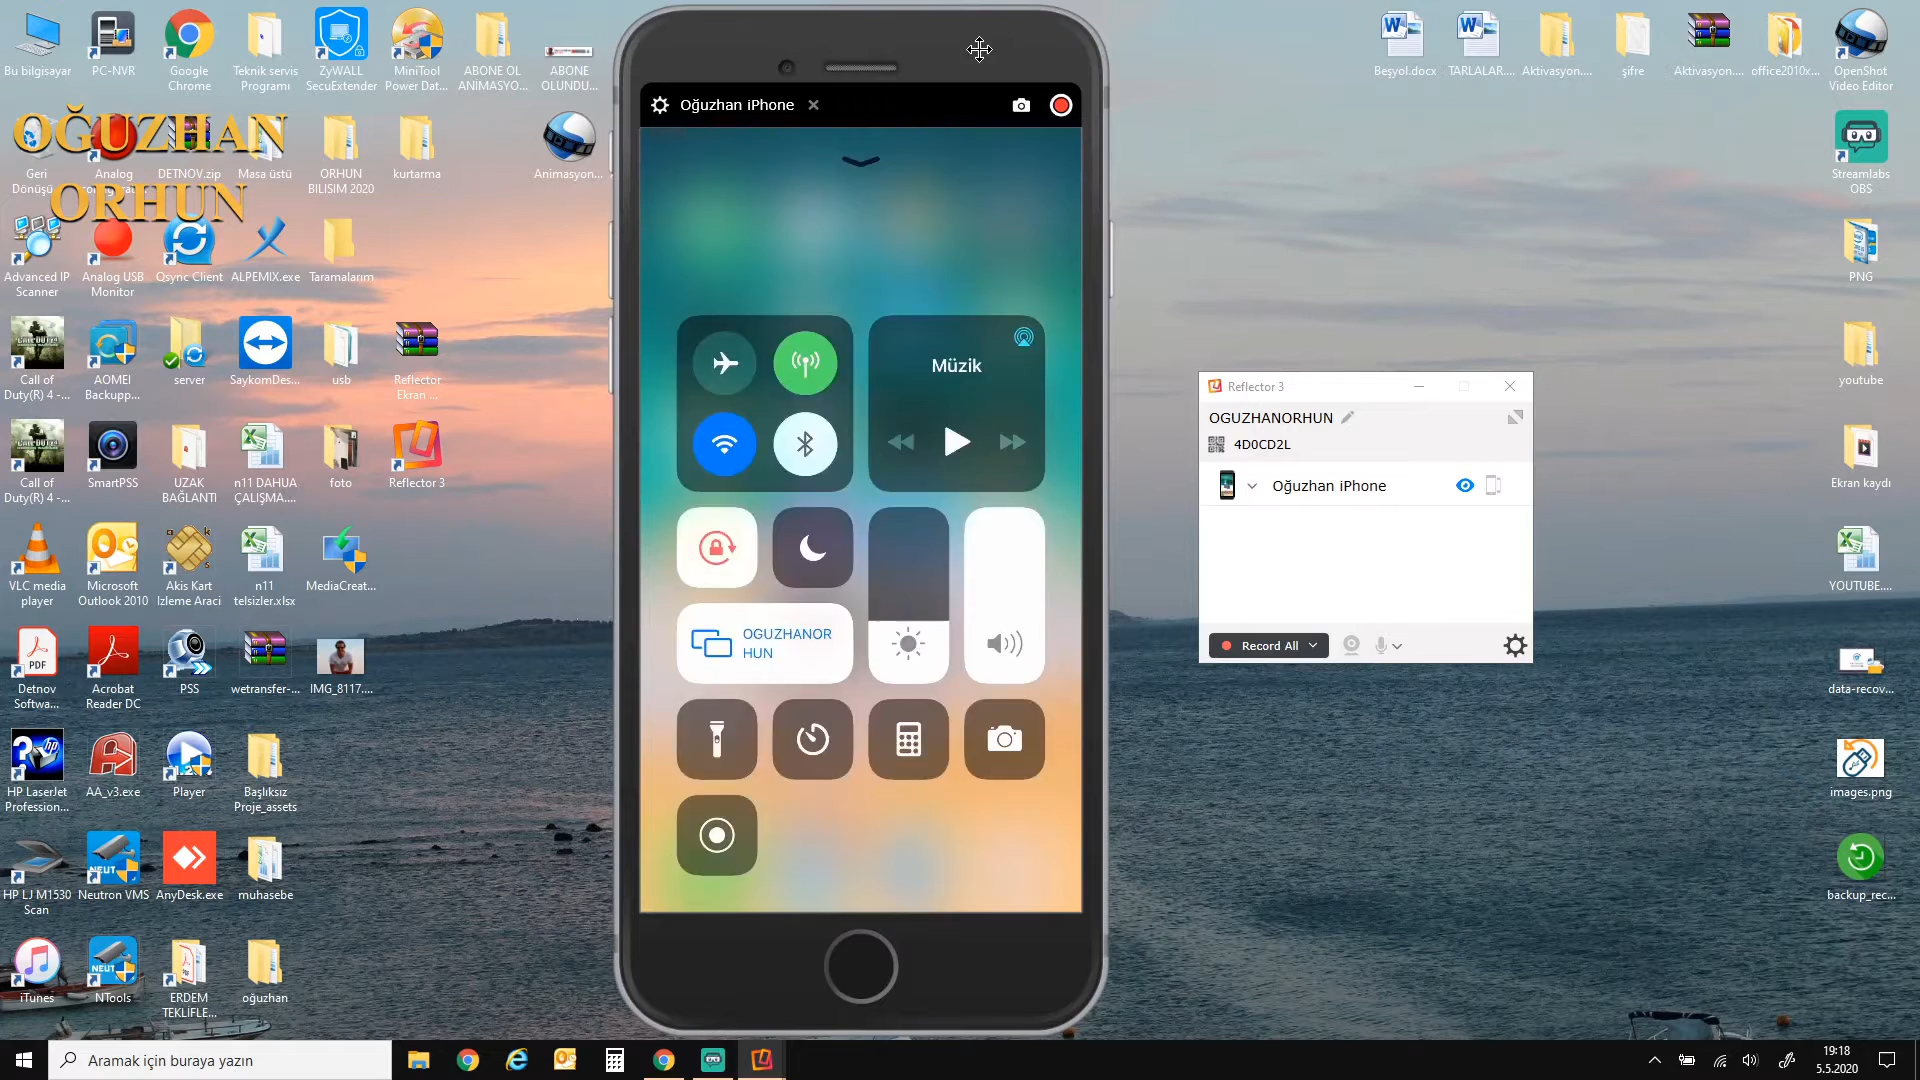 Bu bilgisayar
PC-NVR
Google
Chrome
Teknik servis
Programı
ZyWALL
SecuExtender
MiniTool
Power Dat...
ABONE OL
ANIMASYO...
ABONE
OLUNDU...
Beşyol.docx
TARLALAR....
Aktivasyon....
şifre
Aktivasyon....
office2010x...
OpenShot
Video Editor
OĞUZHAN
ORHUN
Geri
Dönüşü...
Analog
DETNOV.zip
Masa üstü
ORHUN
BILISIM 2020
kurtarma
Animasyon...
Streamlabs
OBS
Advanced IP
Scanner
Analog USB
Monitor
Qsync Client
ALPEMIX.exe
Taramalarım
PNG
Call of
Duty(R) 4 -...
AOMEI
Backupp...
server
SaykomDes...
usb
Reflector
Ekran ...
youtube
Call of
Duty(R) 4 -...
SmartPSS
UZAK
BAĞLANTI
n11 DAHUA
ÇALIŞMA....
foto
Reflector 3
Ekran kaydı
VLC media
player
Microsoft
Outlook 2010
Akis Kart
Izleme Araci
n11
telsizler.xlsx
MediaCreat...
YOUTUBE....
PDF
Detnov
Softwa...
Acrobat
Reader DC
PSS
wetransfer-...
IMG_8117....
data-recov...
HP LaserJet
Profession...
AA_v3.exe
Player
Başlıksız
Proje_assets
images.png
HP LJ M1530
Scan
NEUT
Neutron VMS
AnyDesk.exe
muhasebe
backup_rec...
iTunes
NEUT
NTools
ERDEM
TEKLİFLE...
oğuzhan
Oğuzhan iPhone
Müzik
OGUZHANOR
HUN
Reflector 3
OGUZHANORHUN
4D0CD2L
Oğuzhan iPhone
Record All
Aramak için buraya yazın
19:18
5.5.2020